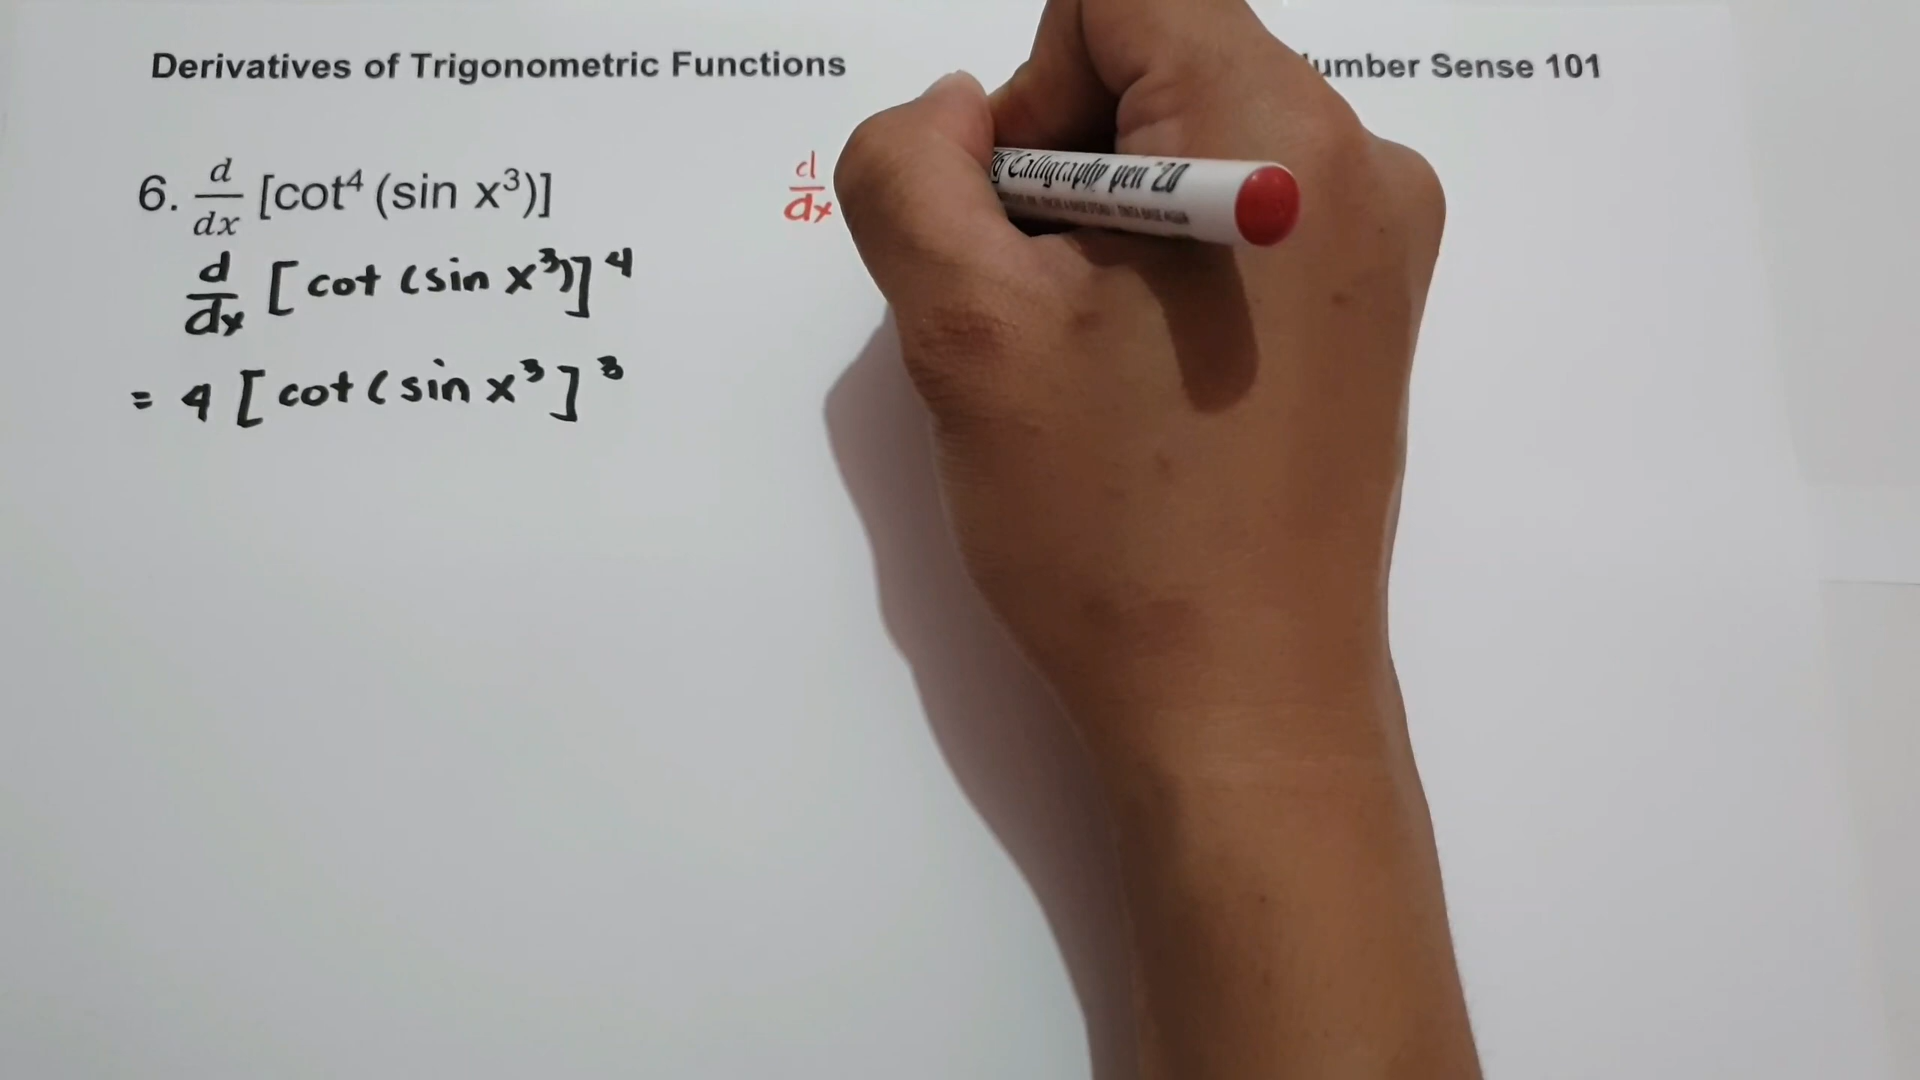 Derivatives of Trigonometric Functions
umber Sense 101
6. d/dx [cot⁴ (sin x³)]
d/dx
d/dx [cot (sin x³)]⁴
= 4 [cot (sin x³]³
Calligraphy pen 2.0